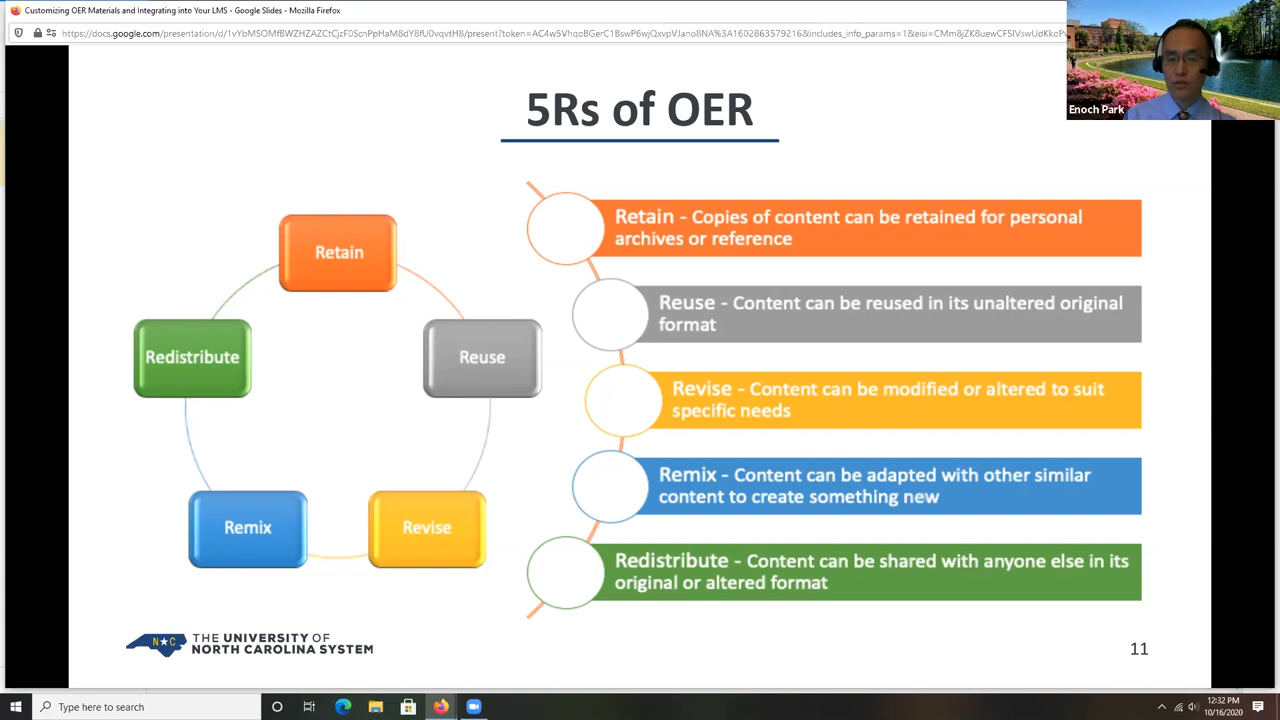 Customizing OER Materials and Integrating into Your LMS - Google Slides - Mozilla Firefox
Enoch Park
5Rs of OER
Retain
Redistribute
Reuse
Remix
Revise
Retain - Copies of content can be retained for personal
archives or reference
Reuse - Content can be reused in its unaltered original
format
Revise - Content can be modified or altered to suit
specific needs
Remix - Content can be adapted with other similar
content to create something new
Redistribute - Content can be shared with anyone else in its
original or altered format
N C
THE UNIVERSITY OF
NORTH CAROLINA SYSTEM
11
Type here to search
12:32 PM
10/16/2020